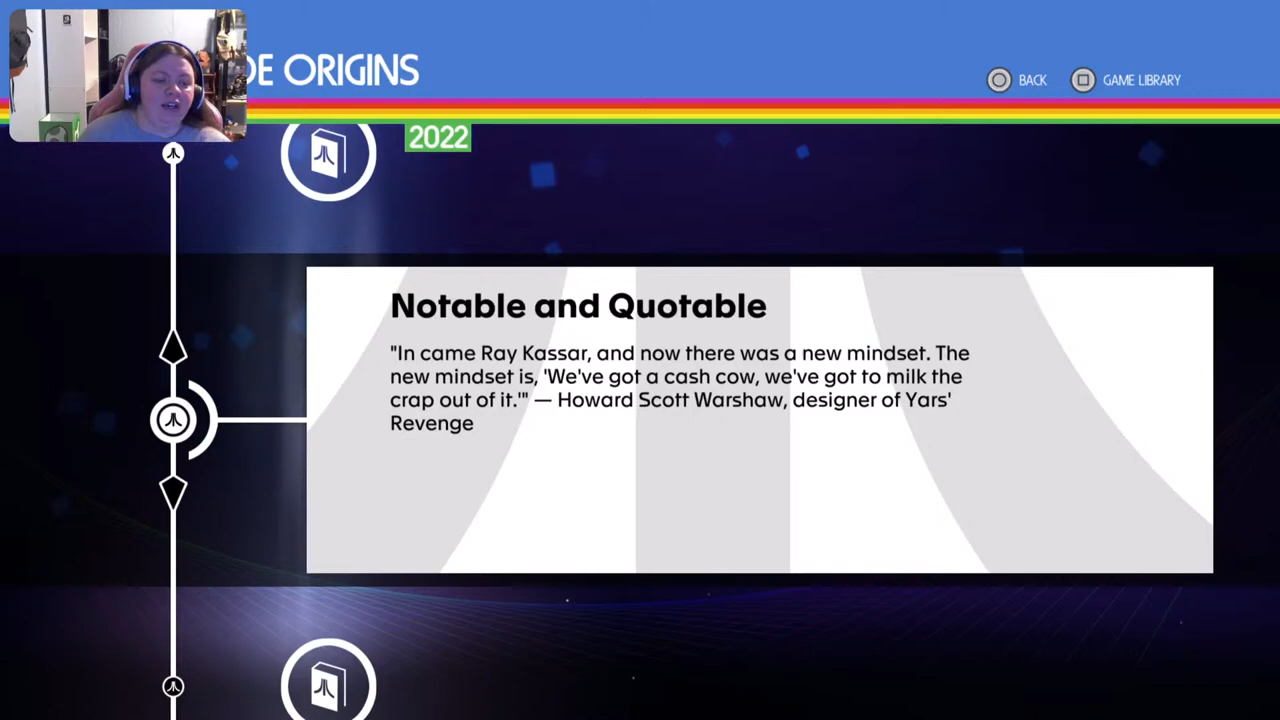 DE ORIGINS
BACK
GAME LIBRARY
2022
Notable and Quotable
"In came Ray Kassar, and now there was a new mindset. The
new mindset is, 'We've got a cash cow, we've got to milk the
crap out of it.'" — Howard Scott Warshaw, designer of Yars'
Revenge